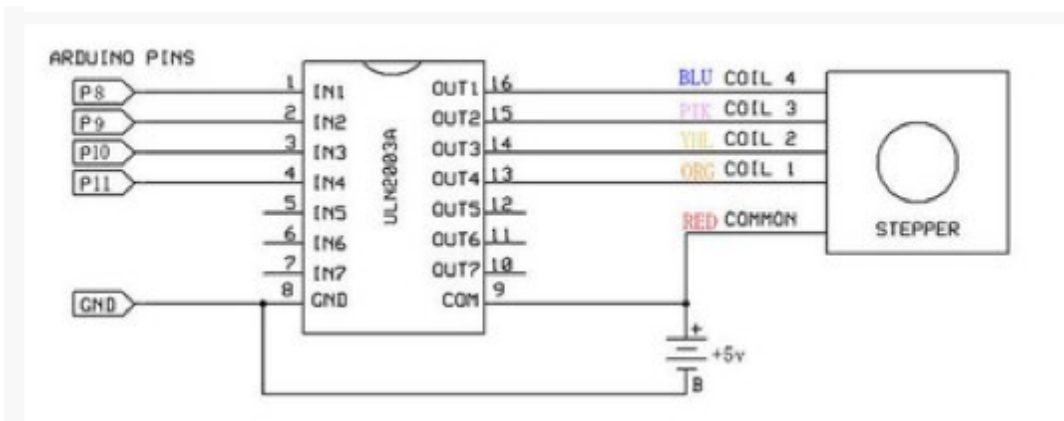 ARDUINO PINS
P8 1 IN1 OUT1 16 BLU COIL 4
P9 2 IN2 OUT2 15 PIK COIL 3
P10 3 IN3 OUT3 14 YHL COIL 2
P11 4 IN4 OUT4 13 ORG COIL 1
5 IN5 OUT5 12
6 IN6 OUT6 11
7 IN7 OUT7 10
GND 8 GND COM 9
ULN2003A
RED COMMON
STEPPER
+
+5v
B